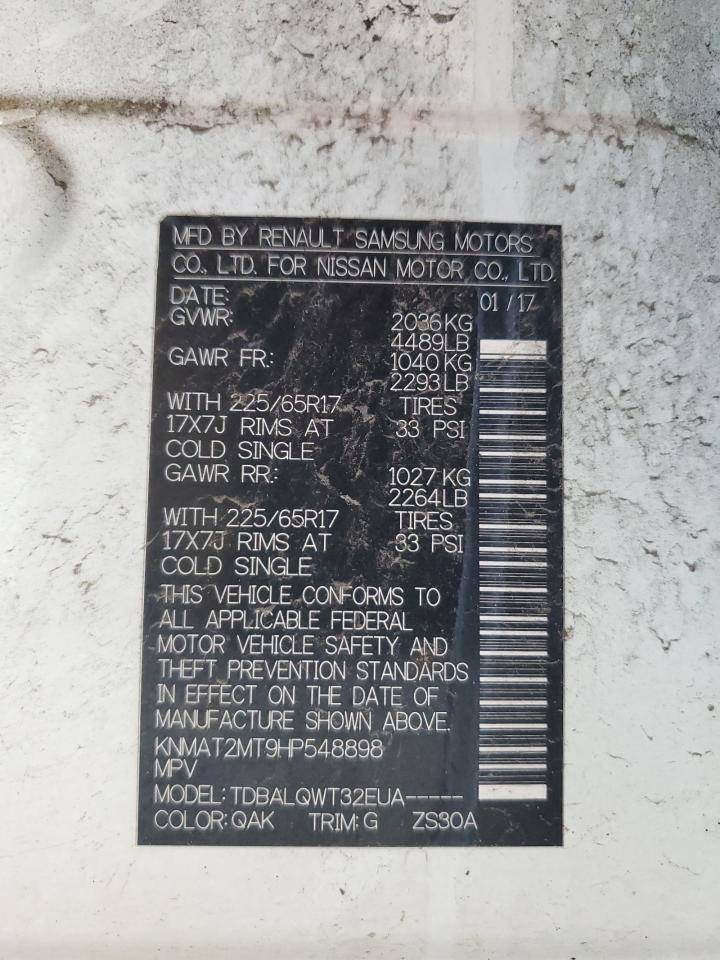 MFD BY RENAULT SAMSUNG MOTORS
CO., LTD. FOR NISSAN MOTOR CO., LTD.
DATE: 01 / 17
GVWR: 2036 KG
4489LB
GAWR FR.: 1040 KG
2293 LB
WITH 225/65R17 TIRES
17X7J RIMS AT 33 PSI
COLD SINGLE
GAWR RR.: 1027 KG
2264LB
WITH 225/65R17 TIRES
17X7J RIMS AT 33 PSI
COLD SINGLE
THIS VEHICLE CONFORMS TO
ALL APPLICABLE FEDERAL
MOTOR VEHICLE SAFETY AND
THEFT PREVENTION STANDARDS
IN EFFECT ON THE DATE OF
MANUFACTURE SHOWN ABOVE.
KNMAT2MT9HP548898
MPV
MODEL: TDBALQWT32EUA-----
COLOR: QAK TRIM: G ZS30A